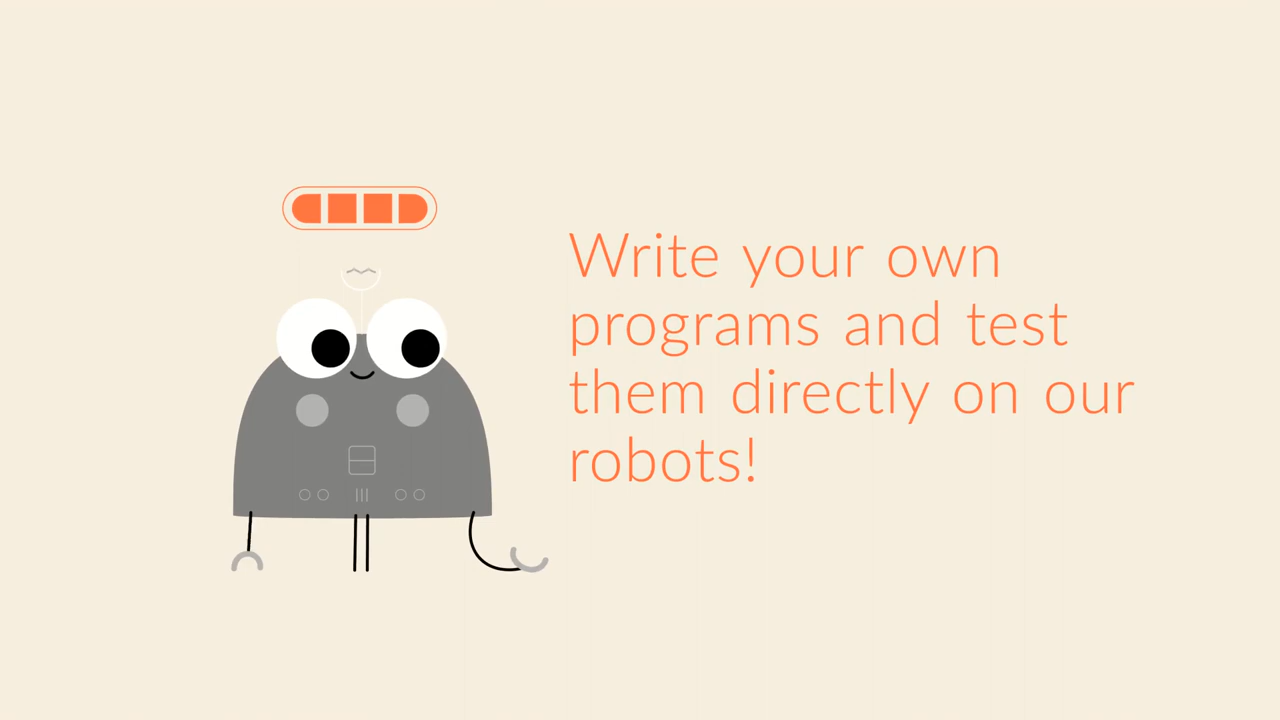 Write your own
programs and test
them directly on our
robots!